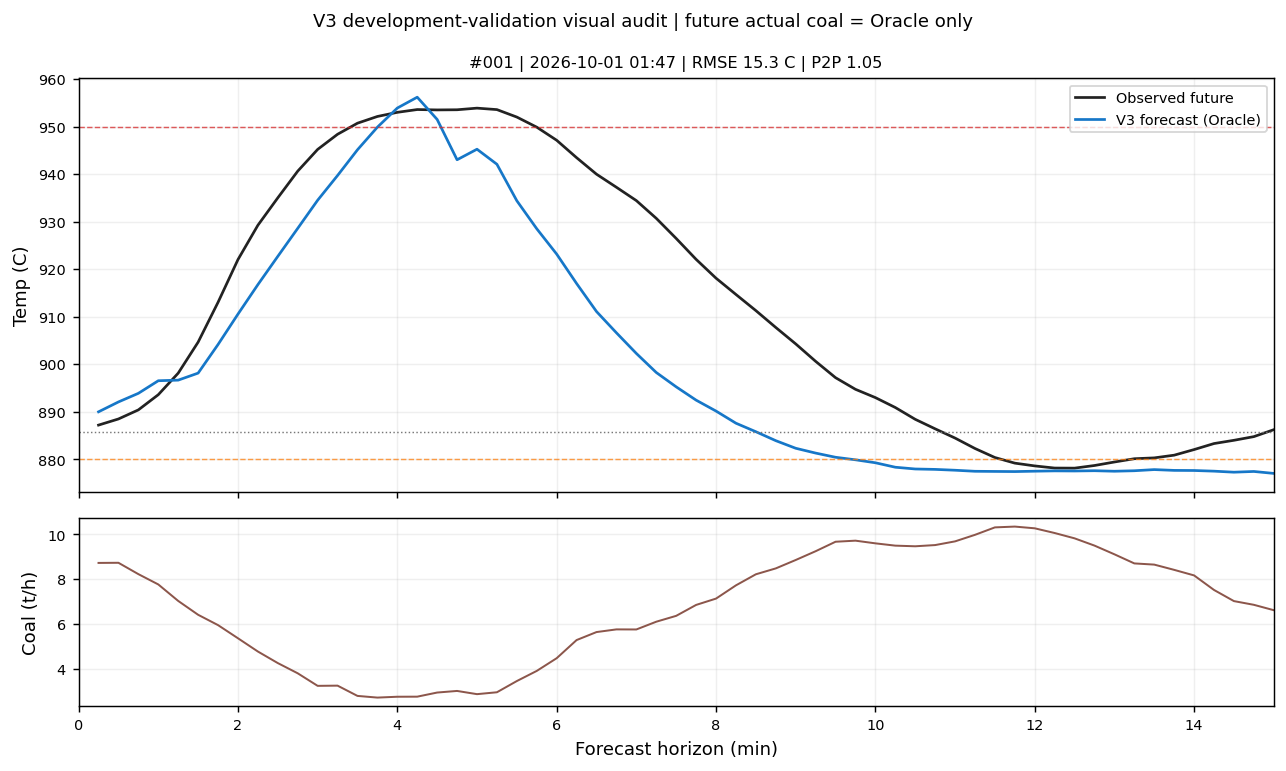 V3 development-validation visual audit | future actual coal = Oracle only
#001 | 2026-10-01 01:47 | RMSE 15.3 C | P2P 1.05
960
950
940
930
920
910
900
890
880
Temp (C)
Observed future
V3 forecast (Oracle)
10
8
6
4
Coal (t/h)
0 2 4 6 8 10 12 14
Forecast horizon (min)